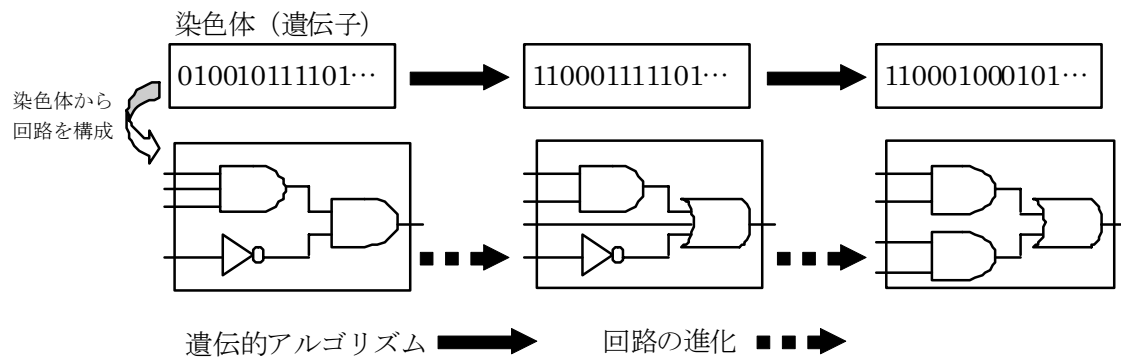 染色体（遺伝子）
010010111101…
110001111101…
110001000101…
染色体から
回路を構成
遺伝的アルゴリズム
回路の進化